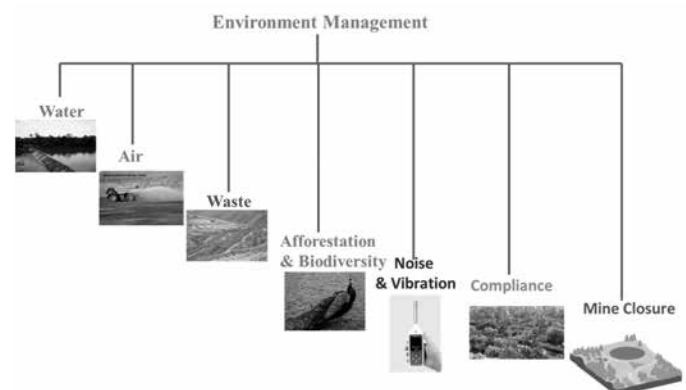 Environment Management
Water
Air
Waste
Afforestation
& Biodiversity
Noise
& Vibration
Compliance
Mine Closure